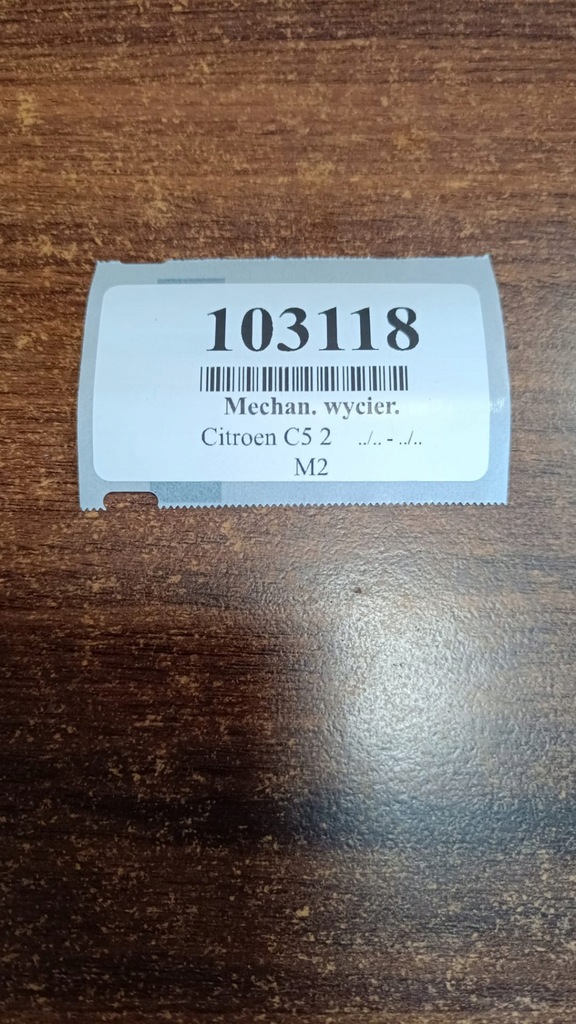 103118
Mechan. wycier.
Citroen C5 2 ../.. - ../..
M2